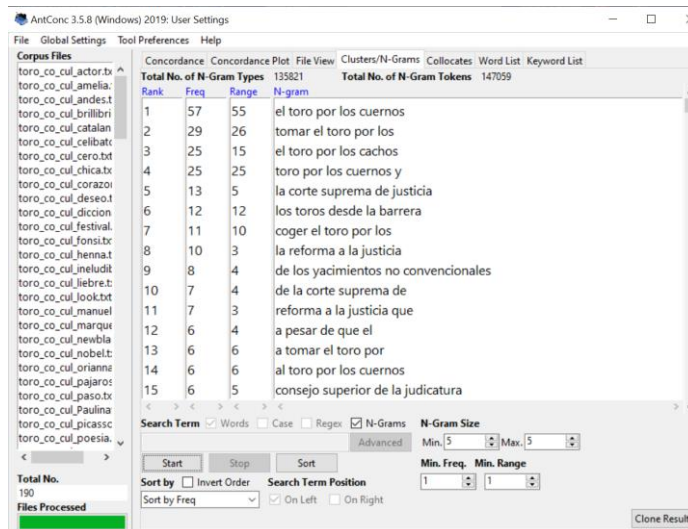 AntConc 3.5.8 (Windows) 2019: User Settings
File Global Settings Tool Preferences Help
Corpus Files
toro_co_cul_actor.tx
toro_co_cul_amelia.
toro_co_cul_andes.t
toro_co_cul_brillibri
toro_co_cul_catalan
toro_co_cul_celibato
toro_co_cul_cero.txt
toro_co_cul_chica.tx
toro_co_cul_corazo
toro_co_cul_deseo.t
toro_co_cul_diccion
toro_co_cul_festival.
toro_co_cul_fonsi.tx
toro_co_cul_henna.t
toro_co_cul_ineludib
toro_co_cul_liebre.t
toro_co_cul_look.txt
toro_co_cul_manuel
toro_co_cul_marque
toro_co_cul_newbla
toro_co_cul_nobel.t
toro_co_cul_orianna
toro_co_cul_pajaros
toro_co_cul_paso.tx
toro_co_cul_Paulina
toro_co_cul_picasso
toro_co_cul_poesia.
Total No.
190
Files Processed
Concordance Concordance Plot File View Clusters/N-Grams Collocates Word List Keyword List
Total No. of N-Gram Types 135821 Total No. of N-Gram Tokens 147059
Rank Freq Range N-gram
1 57 55 el toro por los cuernos
2 29 26 tomar el toro por los
3 25 15 el toro por los cachos
4 25 25 toro por los cuernos y
5 13 5 la corte suprema de justicia
6 12 12 los toros desde la barrera
7 11 10 coger el toro por los
8 10 3 la reforma a la justicia
9 8 4 de los yacimientos no convencionales
10 7 4 de la corte suprema de
11 7 3 reforma a la justicia que
12 6 4 a pesar de que el
13 6 6 a tomar el toro por
14 6 6 al toro por los cuernos
15 6 5 consejo superior de la judicatura
Search Term Words Case Regex N-Grams N-Gram Size
Advanced Min. 5 Max. 5
Start Stop Sort Min. Freq. Min. Range
Sort by Invert Order Search Term Position 1 1
Sort by Freq On Left On Right
Clone Result